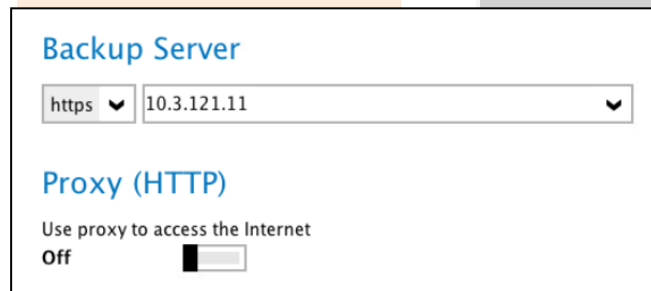 Backup Server
https 10.3.121.11
Proxy (HTTP)
Use proxy to access the Internet
Off